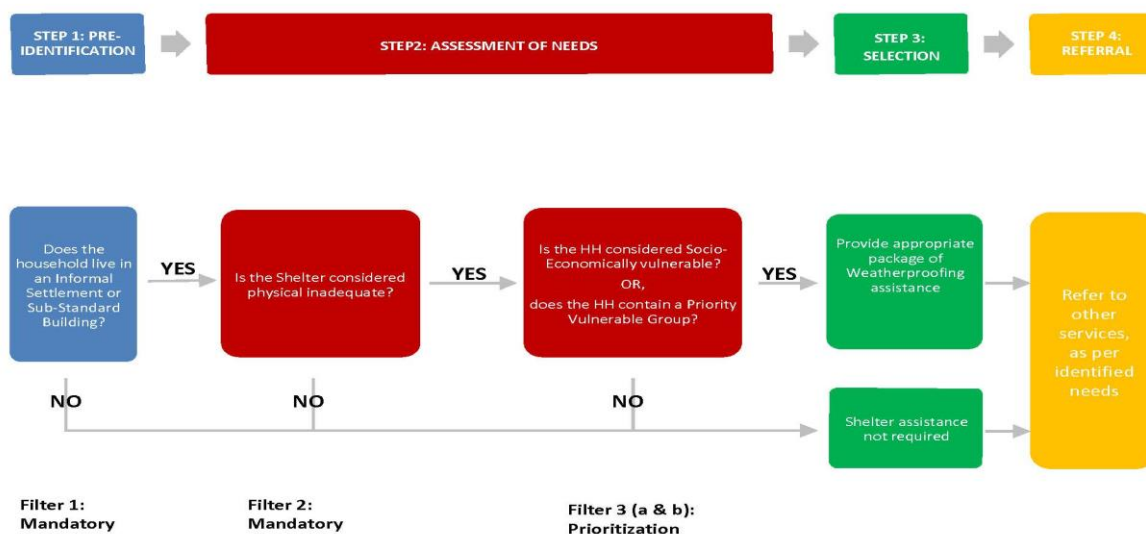 STEP 1: PRE-
IDENTIFICATION
STEP2: ASSESSMENT OF NEEDS
STEP 3:
SELECTION
STEP 4:
REFERRAL
Does the
household live in
an Informal
Settlement or
Sub-Standard
Building?
YES
Is the Shelter considered
physical inadequate?
YES
Is the HH considered Socio-
Economically vulnerable?
OR,
does the HH contain a Priority
Vulnerable Group?
YES
Provide appropriate
package of
Weatherproofing
assistance
Refer to
other
services,
as per
identified
needs
NO
NO
NO
Shelter assistance
not required
Filter 1:
Mandatory
Filter 2:
Mandatory
Filter 3 (a & b):
Prioritization